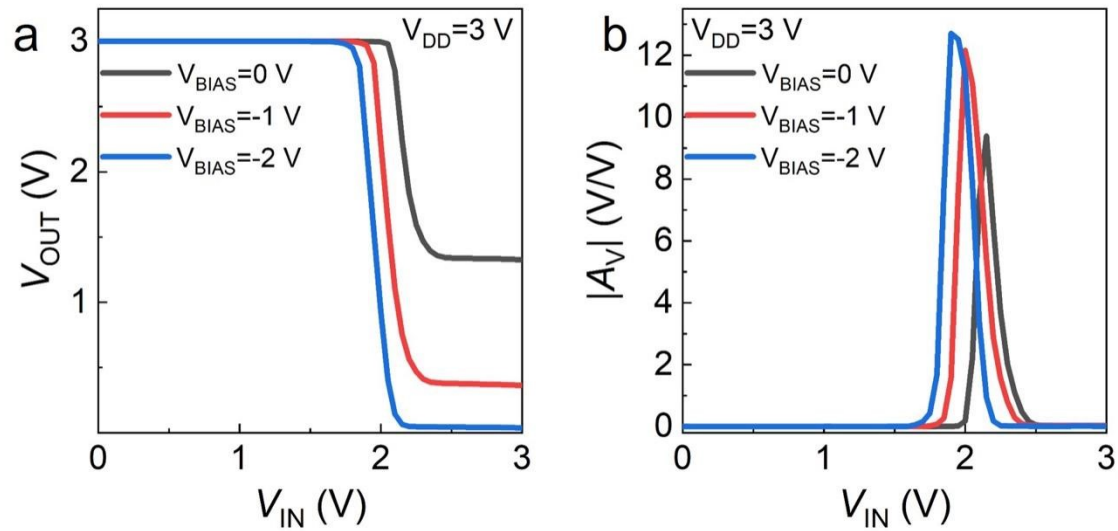 a
V_DD=3 V
V_BIAS=0 V
V_BIAS=-1 V
V_BIAS=-2 V
3
2
1
V_OUT (V)
0
1
2
3
V_IN (V)
b
V_DD=3 V
V_BIAS=0 V
V_BIAS=-1 V
V_BIAS=-2 V
12
10
8
6
4
2
0
|A_V| (V/V)
0
1
2
3
V_IN (V)